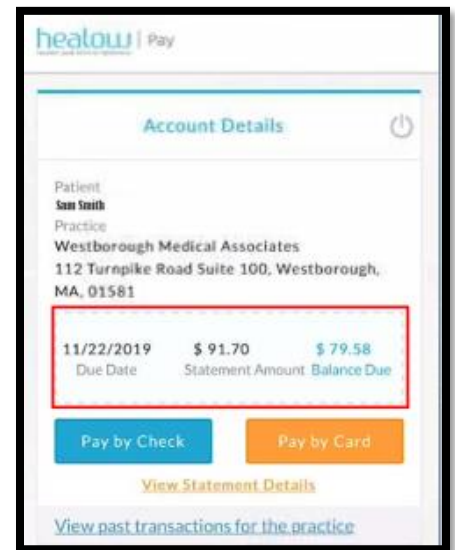 healow | Pay
Account Details
Patient
Sam Smith
Practice
Westborough Medical Associates
112 Turnpike Road Suite 100, Westborough,
MA, 01581
11/22/2019 $ 91.70 $ 79.58
Due Date Statement Amount Balance Due
Pay by Check Pay by Card
View Statement Details
View past transactions for the practice